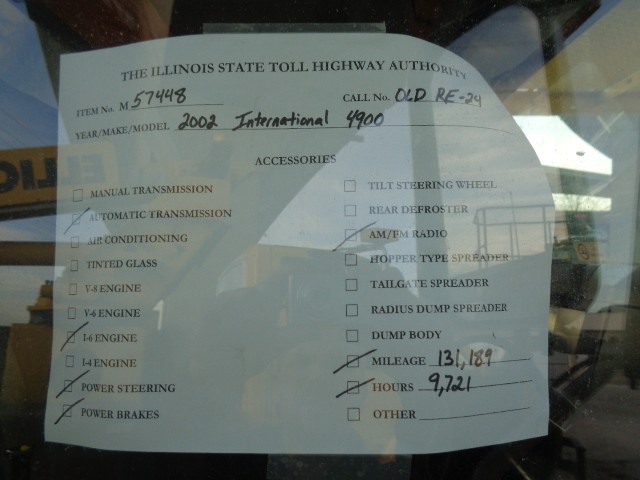 THE ILLINOIS STATE TOLL HIGHWAY AUTHORITY
ITEM No. M 57448 CALL No. OLD RE-24
YEAR/MAKE/MODEL 2002 International 4900
ACCESSORIES
MANUAL TRANSMISSION
AUTOMATIC TRANSMISSION
AIR CONDITIONING
TINTED GLASS
V-8 ENGINE
V-6 ENGINE
I-6 ENGINE
I-4 ENGINE
POWER STEERING
POWER BRAKES
TILT STEERING WHEEL
REAR DEFROSTER
AM/FM RADIO
HOPPER TYPE SPREADER
TAILGATE SPREADER
RADIUS DUMP SPREADER
DUMP BODY
MILEAGE 131,189
HOURS 9,721
OTHER